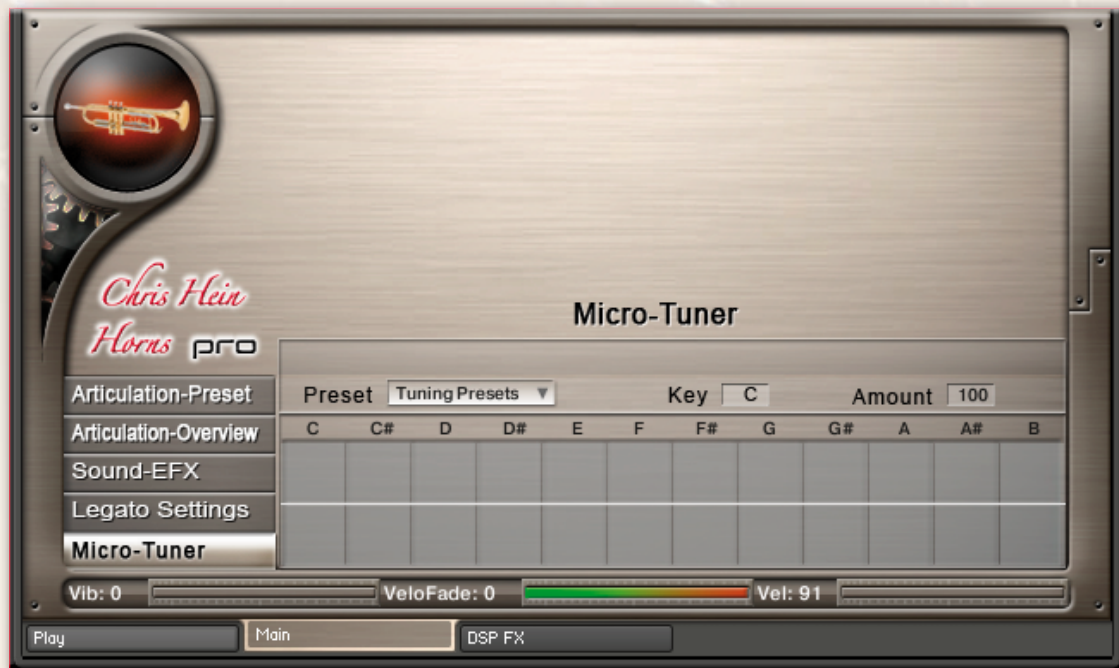 Chris Hein
Horns pro
Micro-Tuner
Articulation-Preset
Preset Tuning Presets Key C Amount 100
Articulation-Overview
C C# D D# E F F# G G# A A# B
Sound-EFX
Legato Settings
Micro-Tuner
Vib: 0 VeloFade: 0 Vel: 91
Play Main DSP FX